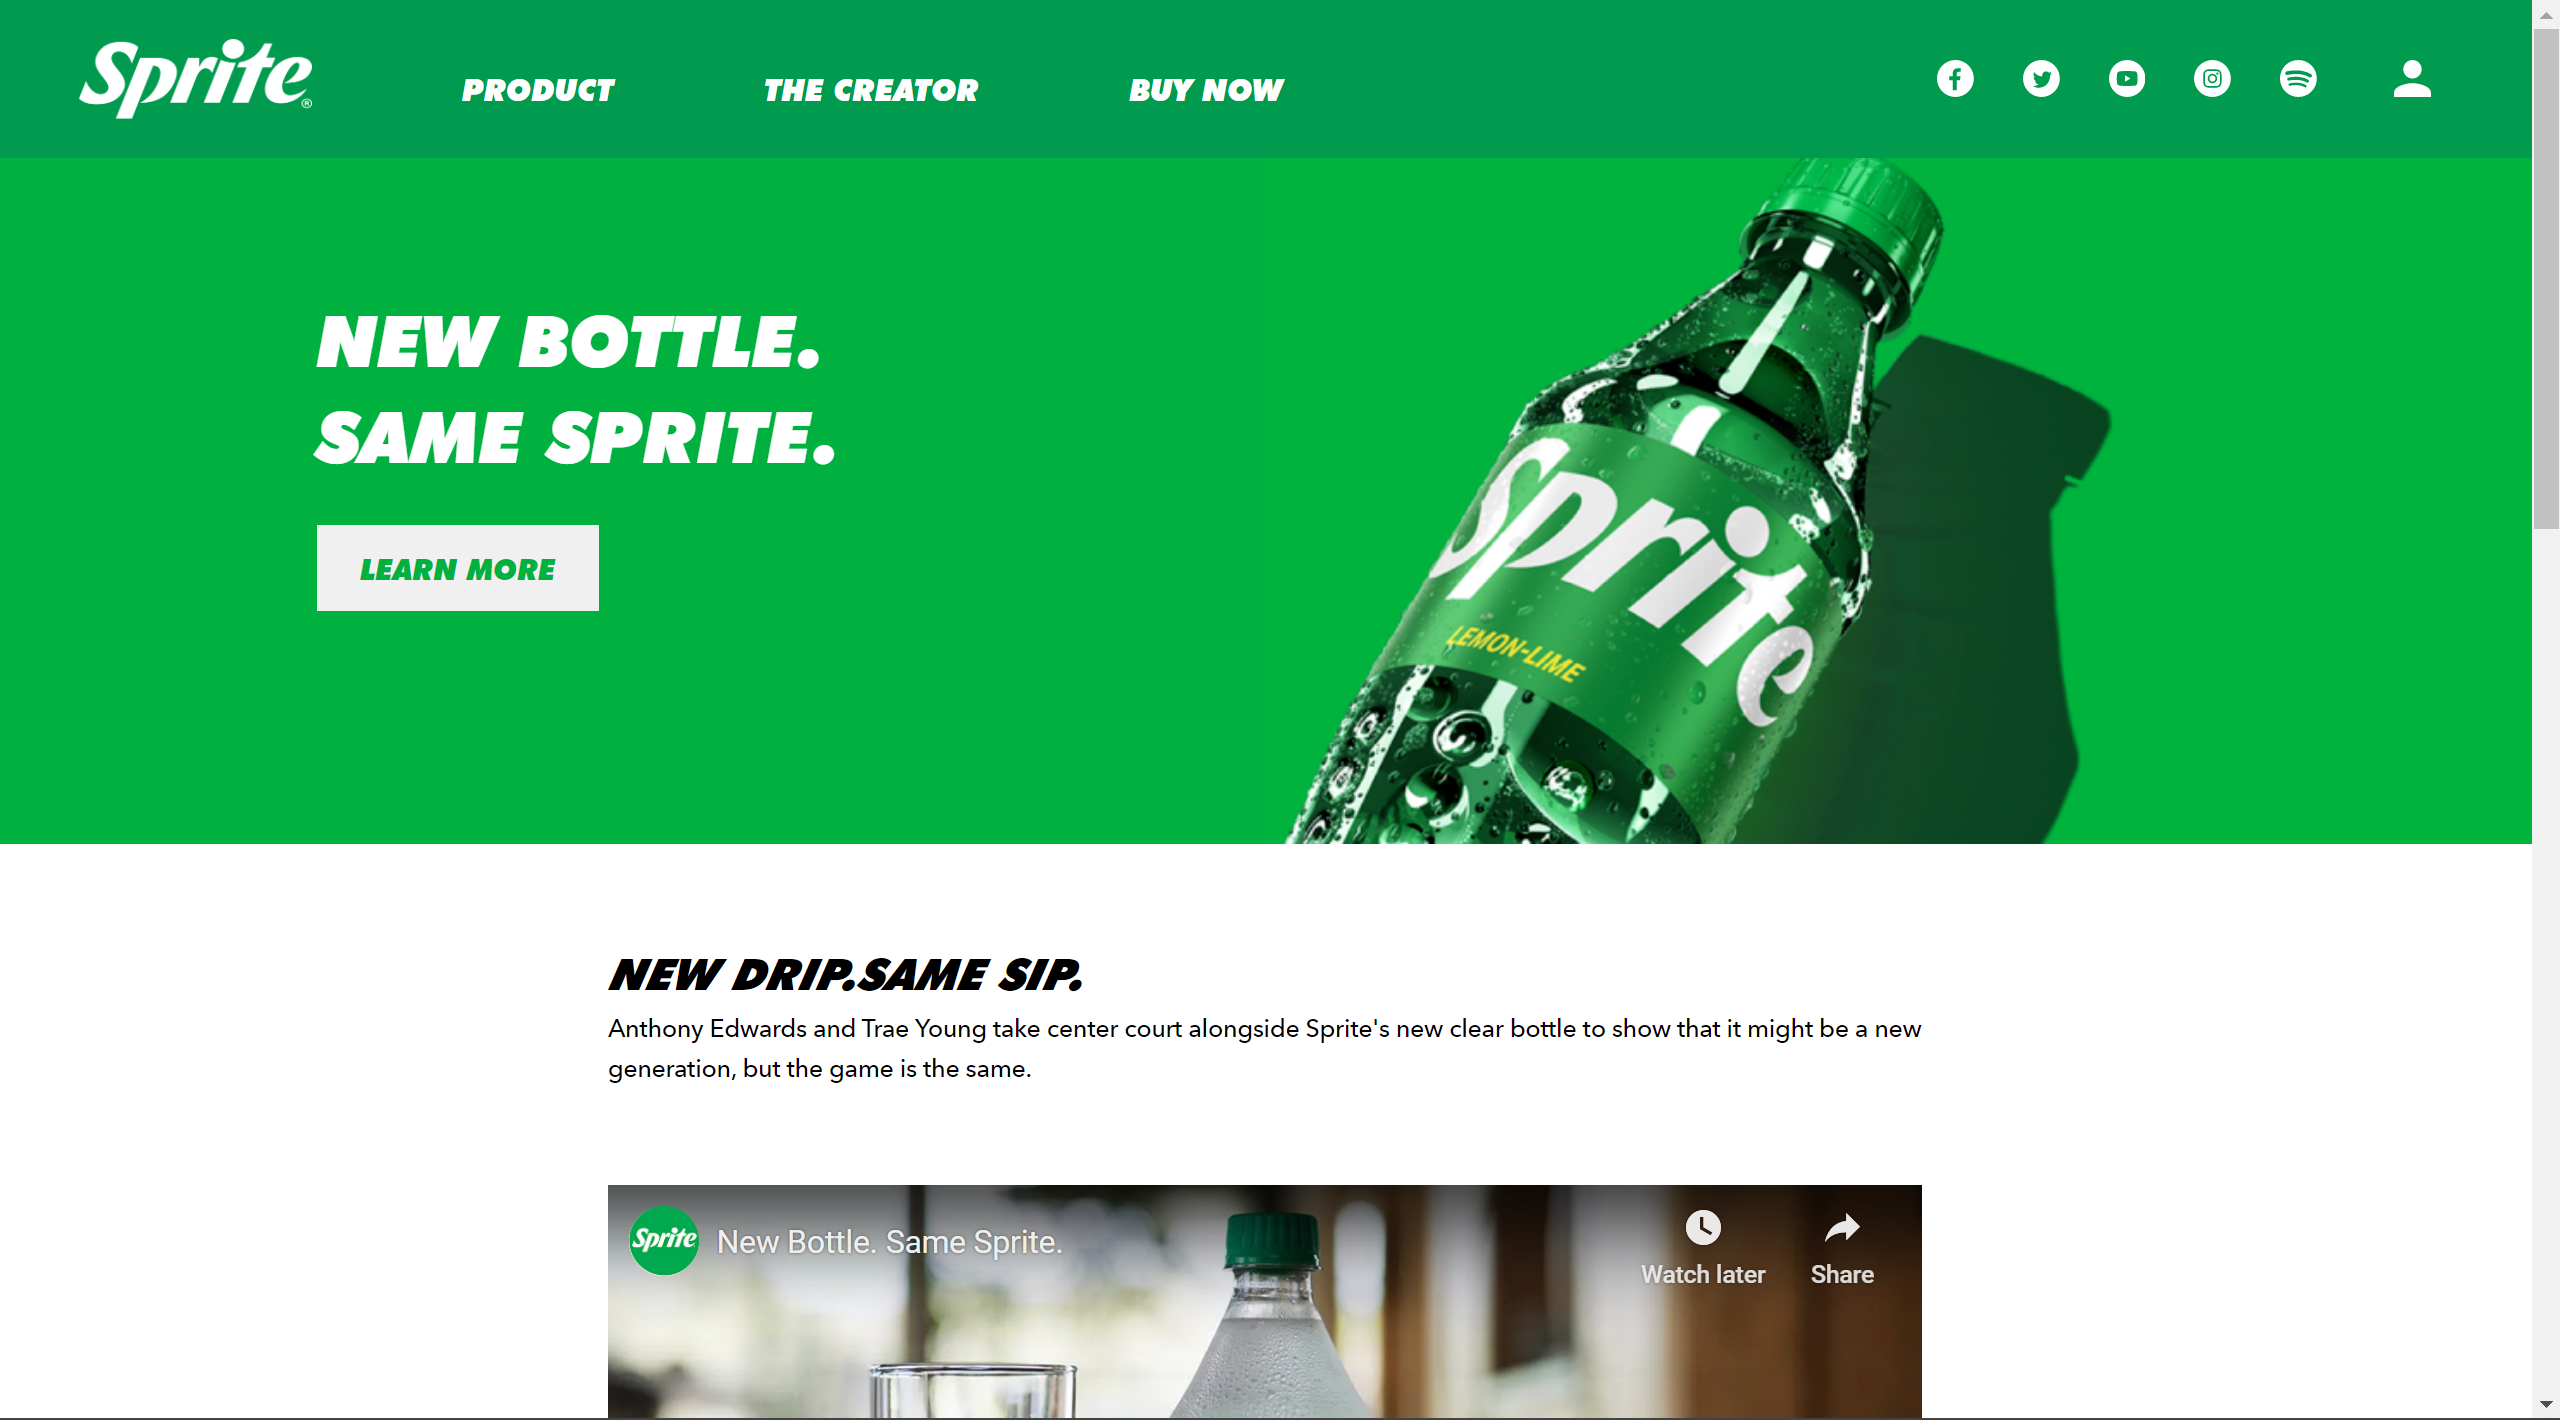 Sprite®
PRODUCT
THE CREATOR
BUY NOW
NEW BOTTLE.
SAME SPRITE.
LEARN MORE
Sprite
LEMON-LIME
NEW DRIP.SAME SIP.
Anthony Edwards and Trae Young take center court alongside Sprite's new clear bottle to show that it might be a new
generation, but the game is the same.
Sprite
New Bottle. Same Sprite.
Watch later
Share